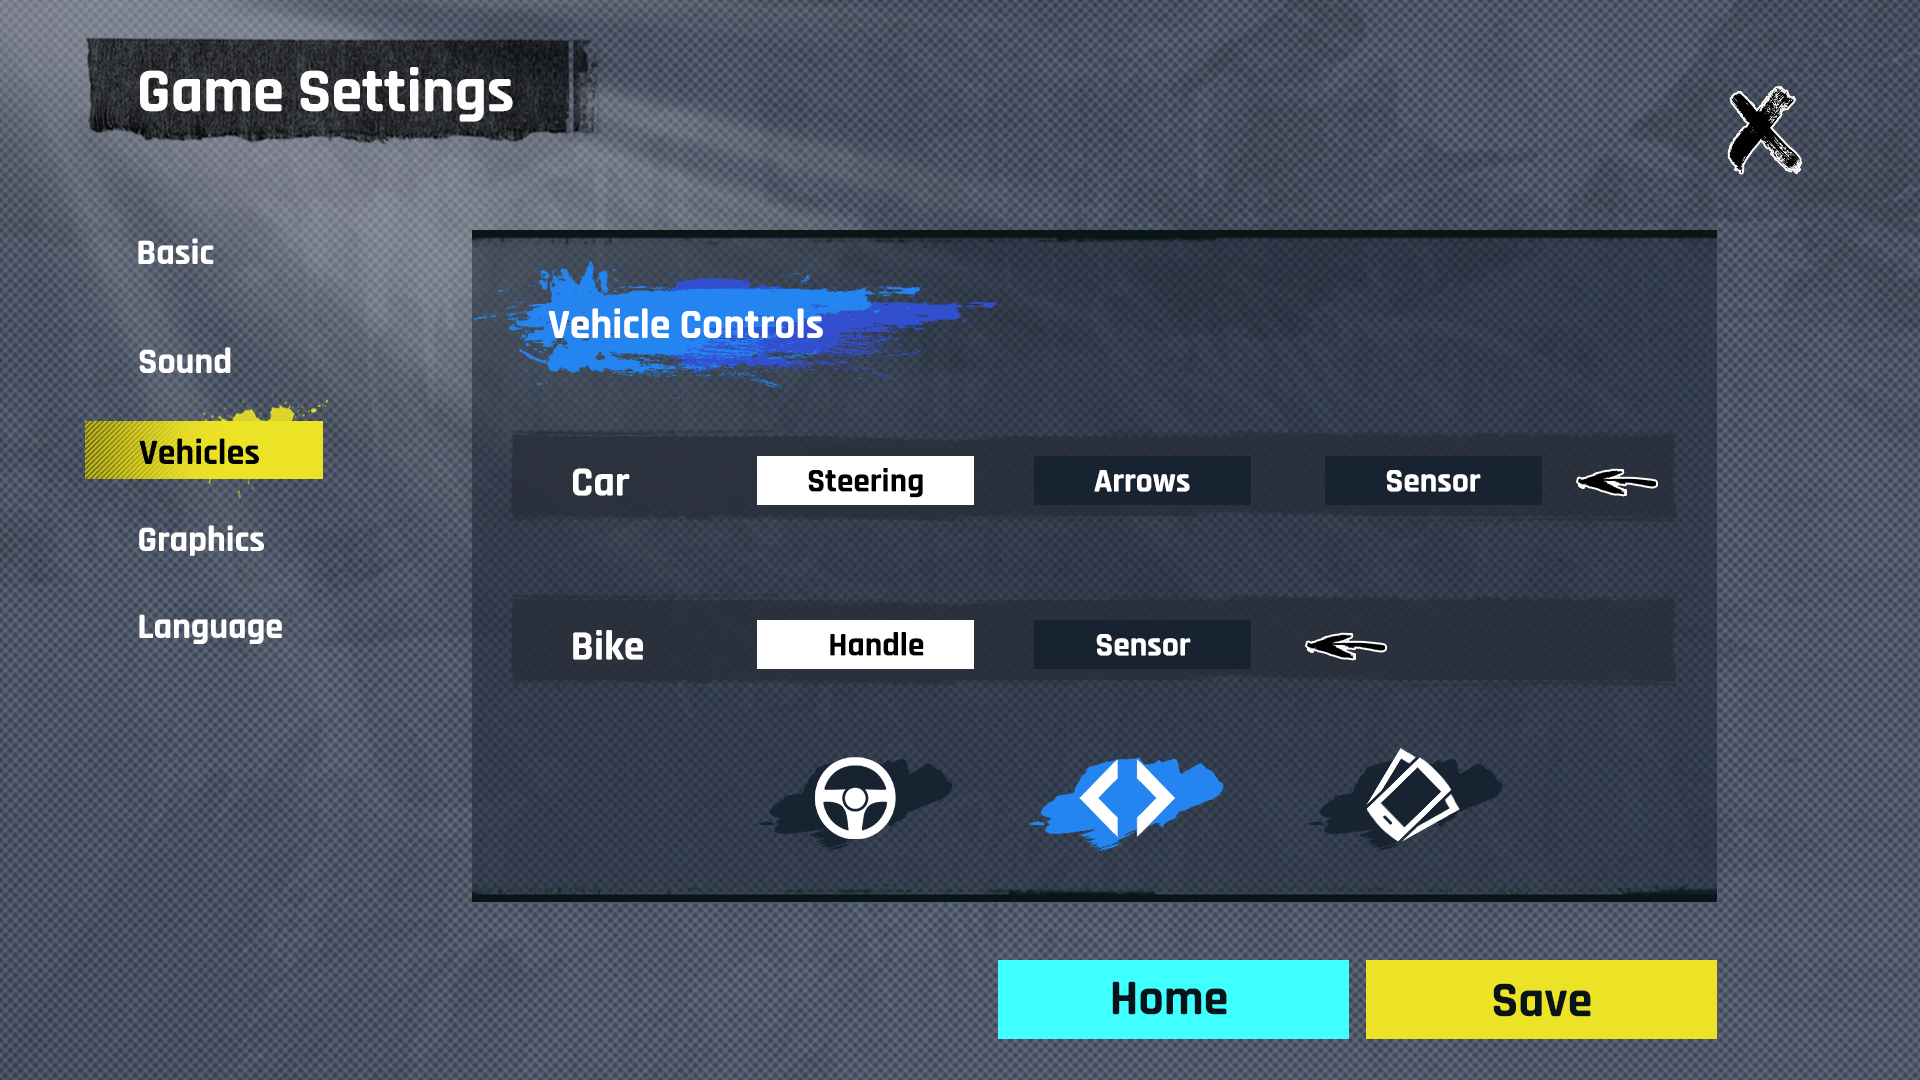 Game Settings
Basic
Sound
Vehicles
Graphics
Language
Vehicle Controls
Car Steering Arrows Sensor
Bike Handle Sensor
Home Save